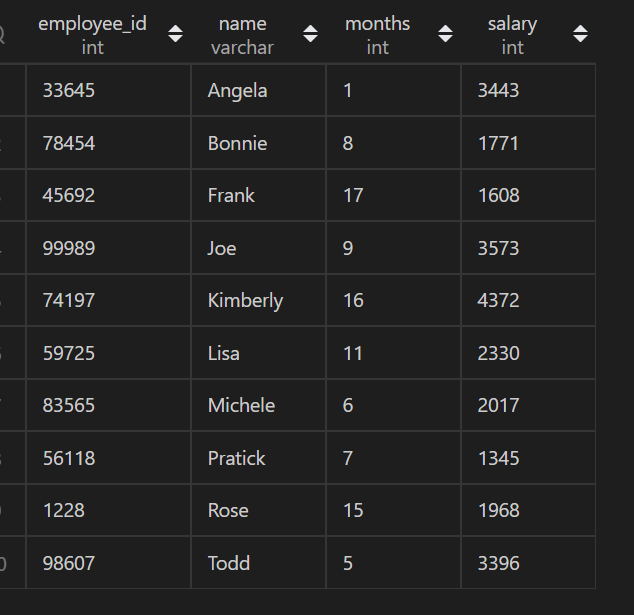 employee_id name months salary
int varchar int int
33645 Angela 1 3443
78454 Bonnie 8 1771
45692 Frank 17 1608
99989 Joe 9 3573
74197 Kimberly 16 4372
59725 Lisa 11 2330
83565 Michele 6 2017
56118 Pratick 7 1345
1228 Rose 15 1968
98607 Todd 5 3396